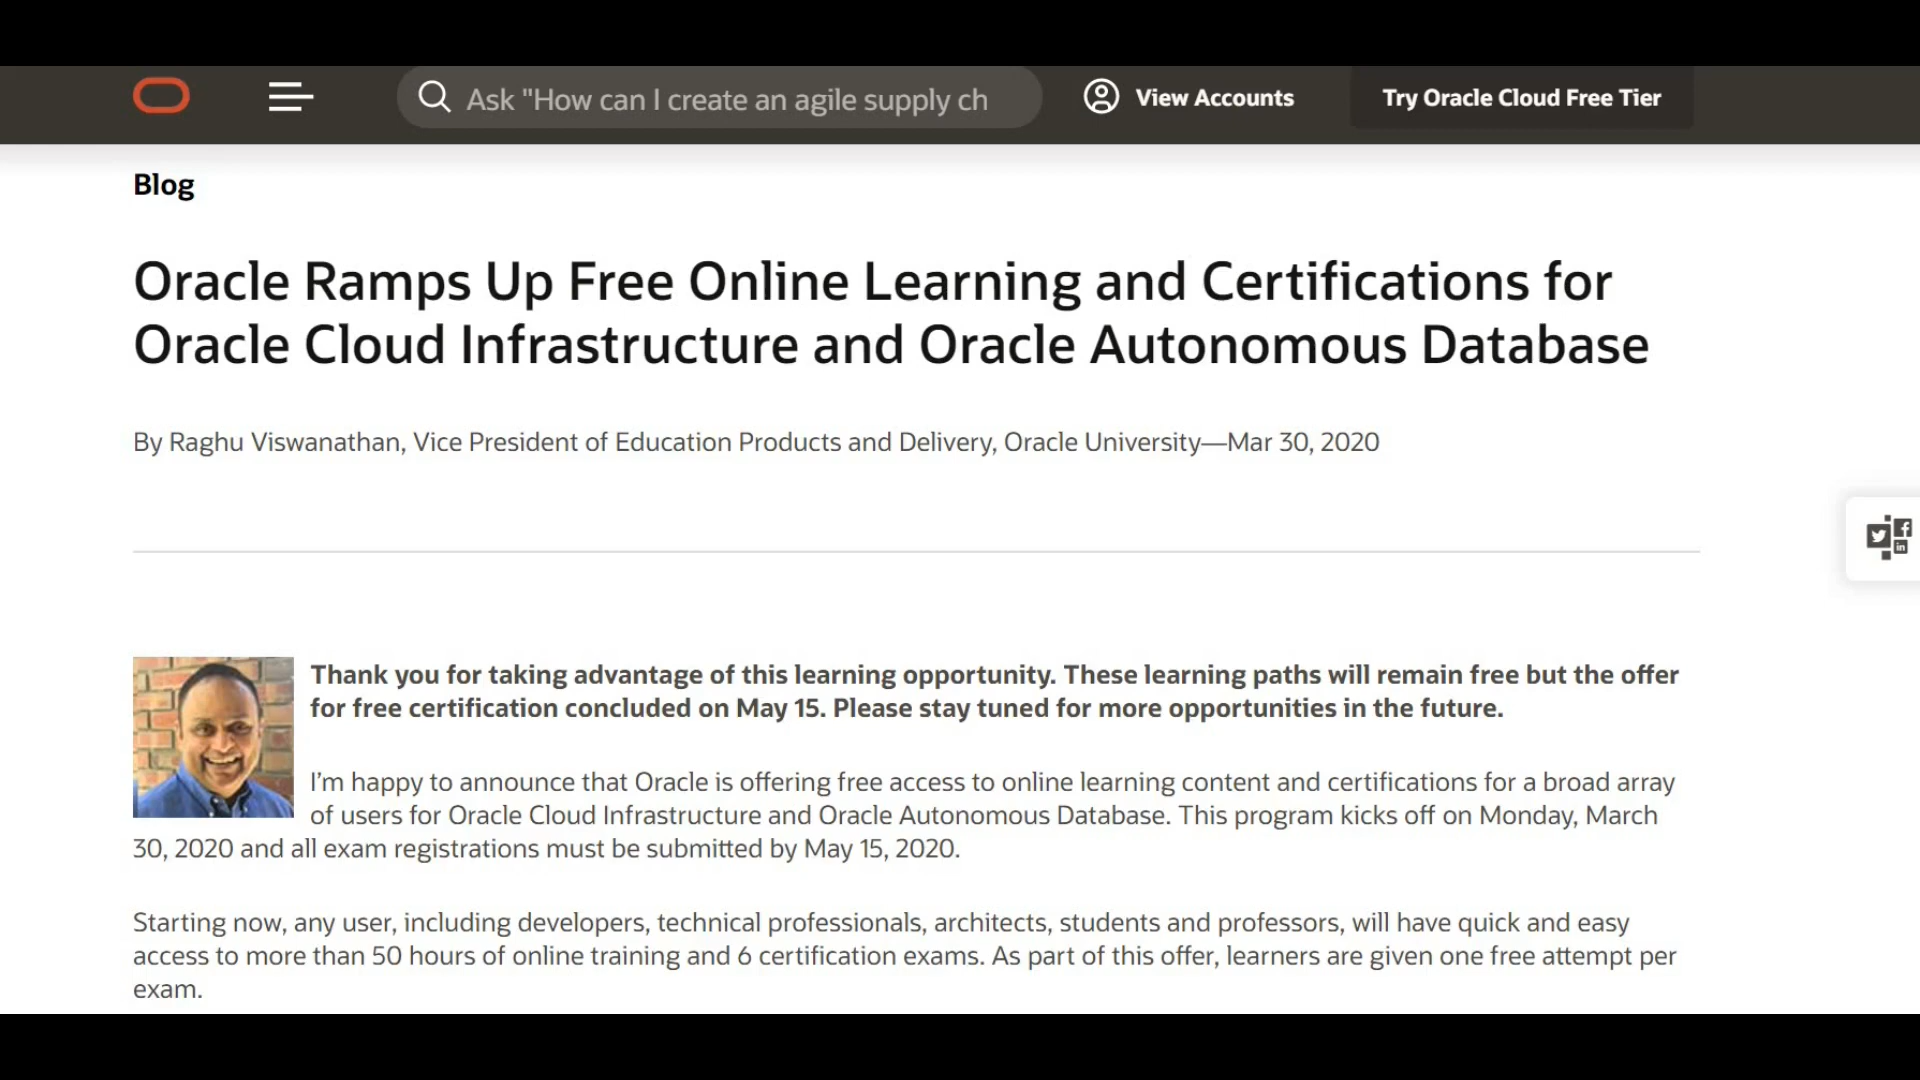 Ask "How can I create an agile supply ch
View Accounts
Try Oracle Cloud Free Tier
Blog
Oracle Ramps Up Free Online Learning and Certifications for
Oracle Cloud Infrastructure and Oracle Autonomous Database
By Raghu Viswanathan, Vice President of Education Products and Delivery, Oracle University—Mar 30, 2020
Thank you for taking advantage of this learning opportunity. These learning paths will remain free but the offer
for free certification concluded on May 15. Please stay tuned for more opportunities in the future.
I’m happy to announce that Oracle is offering free access to online learning content and certifications for a broad array
of users for Oracle Cloud Infrastructure and Oracle Autonomous Database. This program kicks off on Monday, March
30, 2020 and all exam registrations must be submitted by May 15, 2020.
Starting now, any user, including developers, technical professionals, architects, students and professors, will have quick and easy
access to more than 50 hours of online training and 6 certification exams. As part of this offer, learners are given one free attempt per
exam.